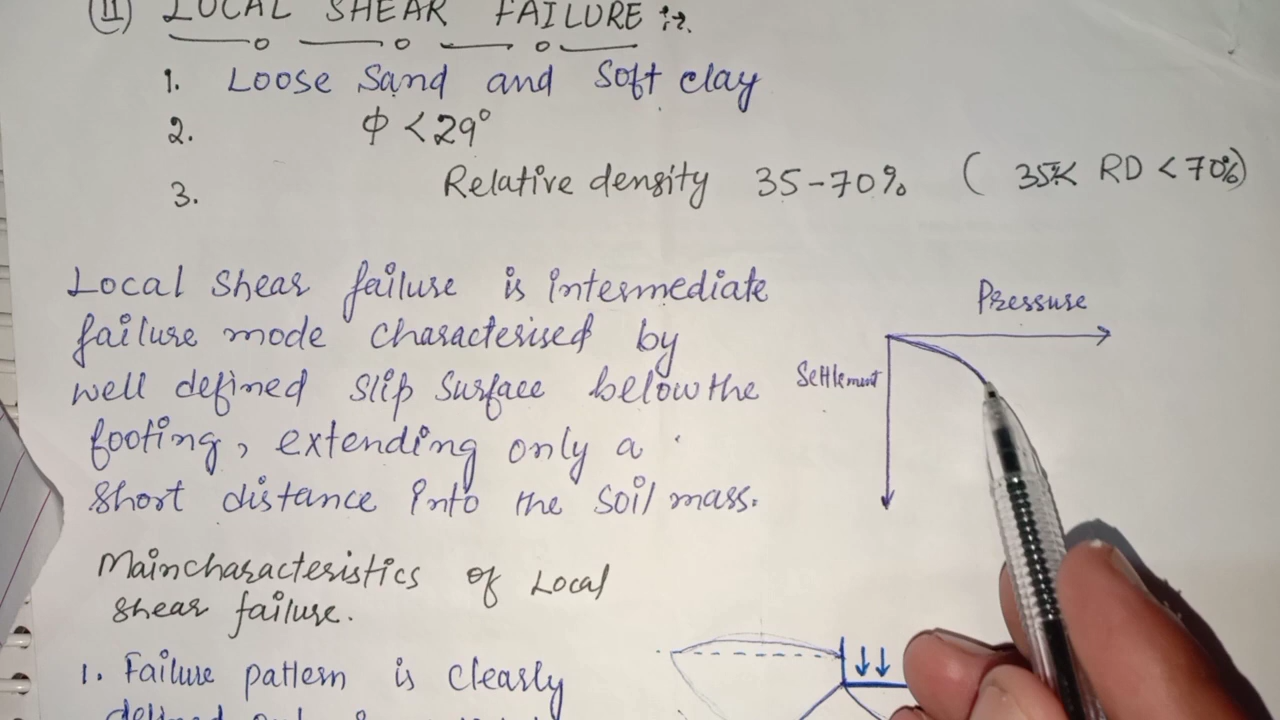 (II) LOCAL SHEAR FAILURE :-
1. Loose Sand and Soft clay
2. Φ < 29°
3. Relative density 35-70% ( 35% < RD < 70%)
Local shear failure is intermediate
failure mode characterised by
well defined slip surface below the
footing, extending only a
short distance into the soil mass.
Pressure
Settlement
Main characteristics of Local
shear failure.
1. Failure pattern is clearly
defined only